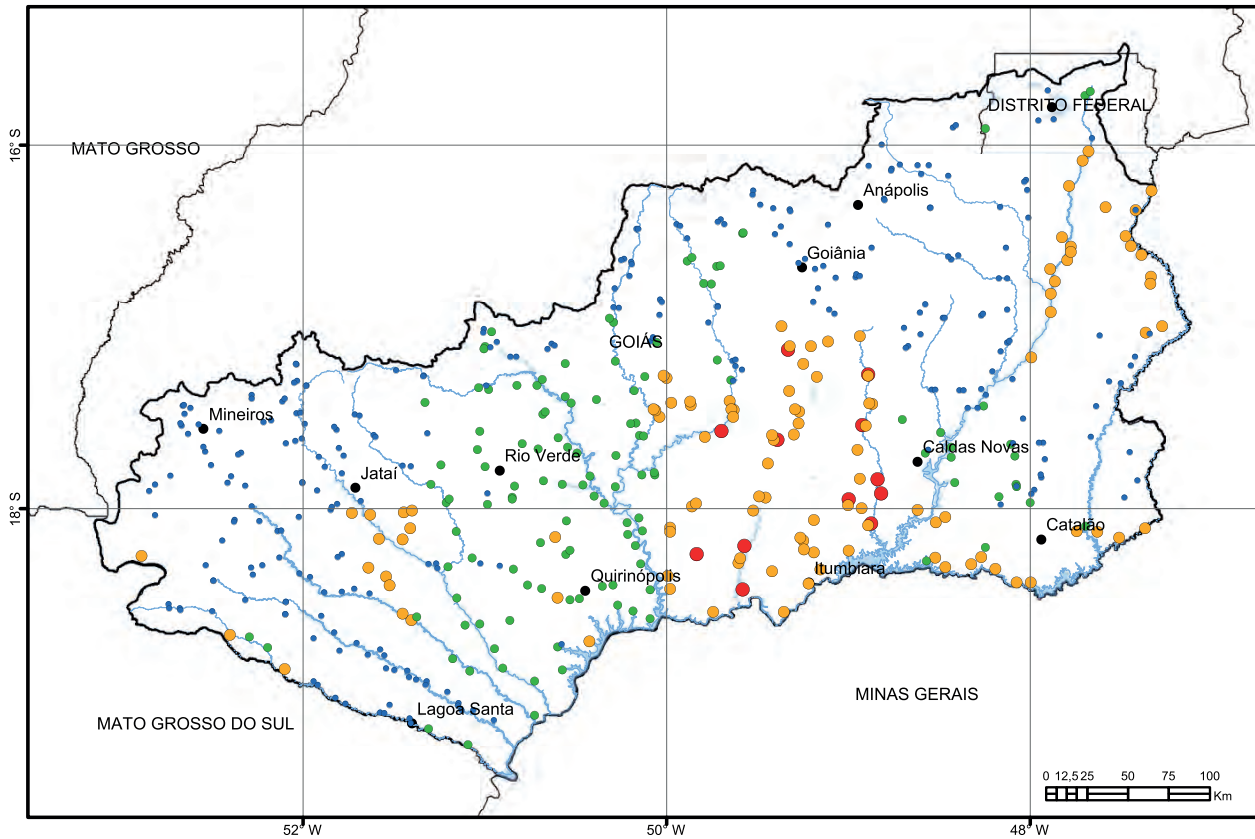 DISTRITO FEDERAL
16° S
MATO GROSSO
Anápolis
Goiânia
GOIÁS
Mineiros
Caldas Novas
Rio Verde
Jataí
18° S
Catalão
Itumbiara
Quirinópolis
MINAS GERAIS
Lagoa Santa
MATO GROSSO DO SUL
0 12,5 25 50 75 100
Km
52° W 50° W 48° W